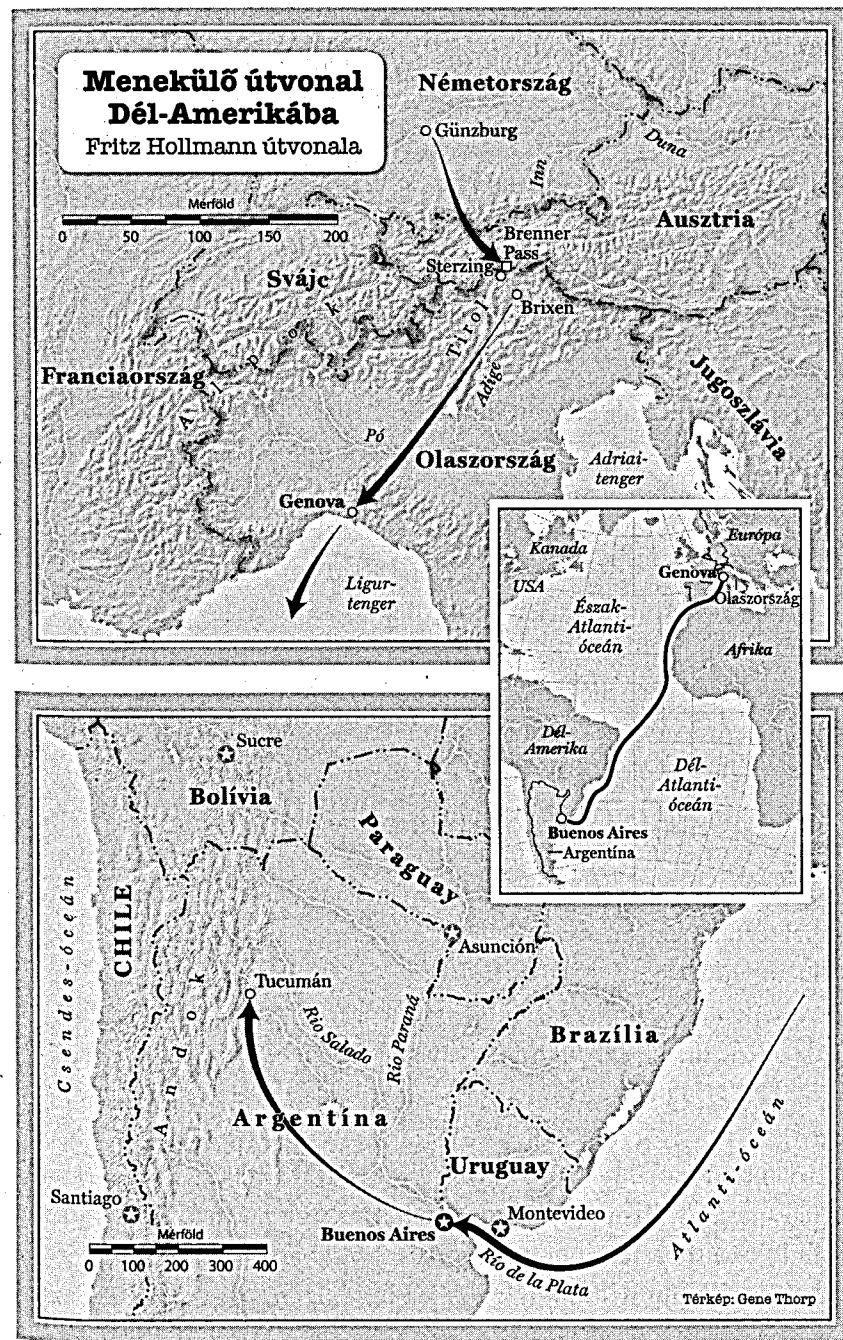 Menekülő útvonal
Dél-Amerikába
Fritz Hollmann útvonala
Mérföld
0 50 100 150 200
Németország
Günzburg
Duna
Inn
Ausztria
Brenner
Pass
Sterzing
Brixen
Svájc
Tirol
Alpok
Franciaország
Adige
Jugoszlávia
Pó
Olaszország
Adriai-
tenger
Genova
Ligur-
tenger
Kanada
Európa
USA
Genova
Olaszország
Észak-
Atlanti-
óceán
Afrika
Dél-
Amerika
Dél-
Atlanti-
óceán
Buenos Aires
Argentína
Sucre
Bolívia
Paraguay
Csendes-óceán
CHILE
Asunción
Tucumán
Andok
Río Salado
Río Paraná
Brazília
Argentína
Uruguay
Atlanti-óceán
Santiago
Montevideo
Buenos Aires
Mérföld
0 100 200 300 400
Río de la Plata
Térkép: Gene Thorp